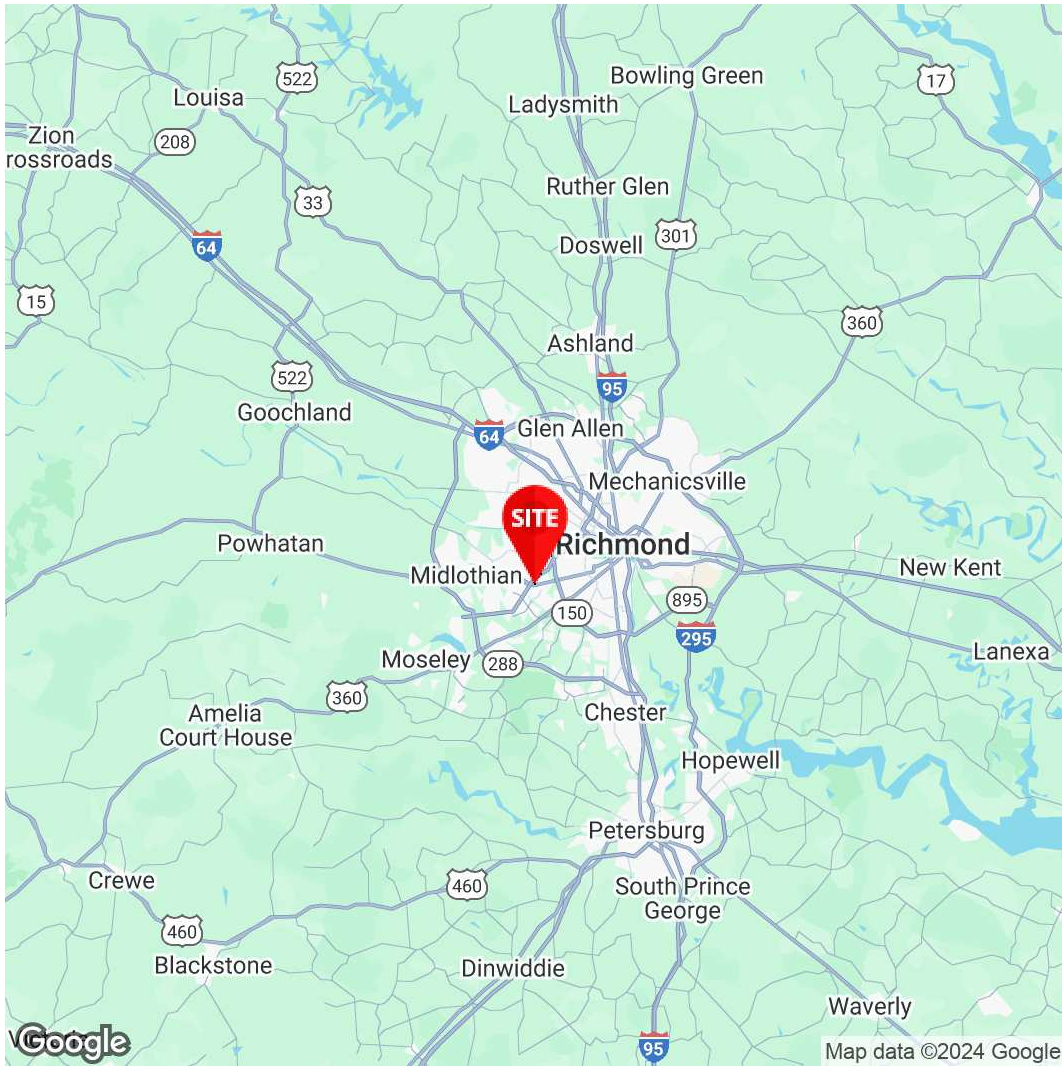 Bowling Green
17
522
Louisa
Ladysmith
Zion
rossroads
208
Ruther Glen
33
301
Doswell
64
15
360
Ashland
522
95
Goochland
64
Glen Allen
Mechanicsville
SITE
Richmond
Powhatan
New Kent
Midlothian
895
150
295
Lanexa
Moseley
288
360
Chester
Amelia
Court House
Hopewell
Petersburg
Crewe
460
South Prince
George
460
Blackstone
Dinwiddie
Waverly
Google
95
Map data ©2024 Google